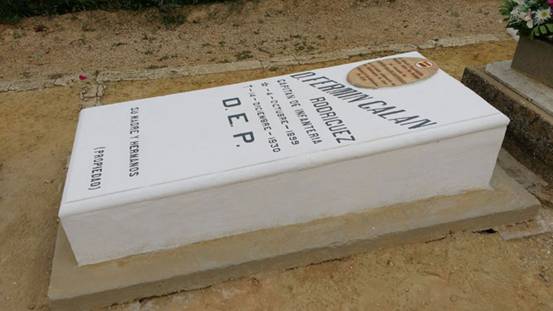 D. FERMIN GALAN
RODRIGUEZ
CAPITAN DE INFANTERIA
4-OCTUBRE-1899
14-DICIEMBRE-1930
D. E. P.
SU MADRE Y HERMANOS
(PROPIEDAD)